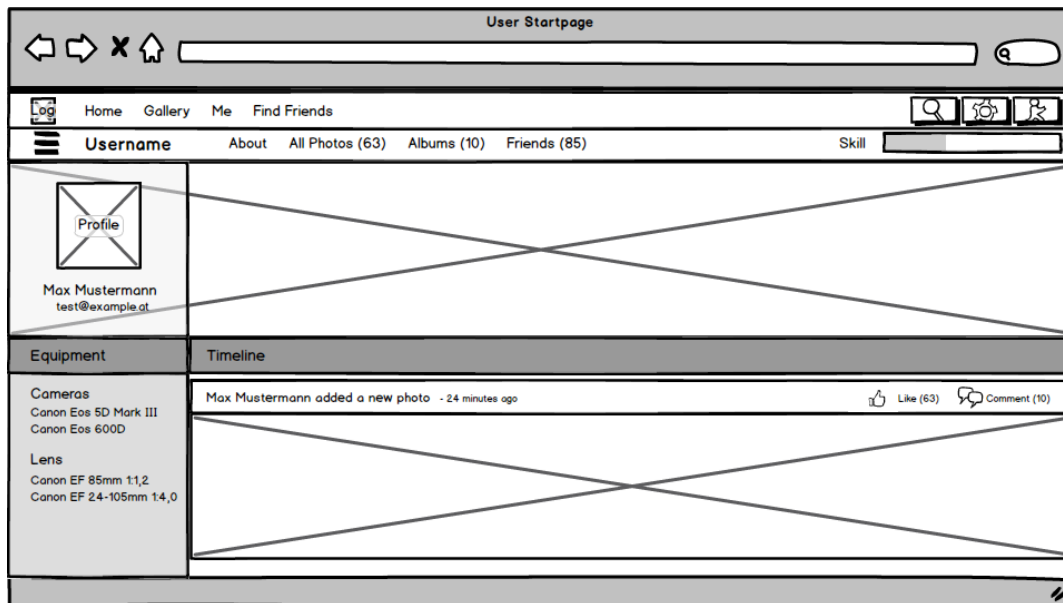 User Startpage
Log Home Gallery Me Find Friends
Username About All Photos (63) Albums (10) Friends (85) Skill
Profile
Max Mustermann
test@example.at
Equipment
Timeline
Cameras
Canon Eos 5D Mark III
Canon Eos 600D
Lens
Canon EF 85mm 1:1,2
Canon EF 24-105mm 1:4,0
Max Mustermann added a new photo - 24 minutes ago Like (63) Comment (10)